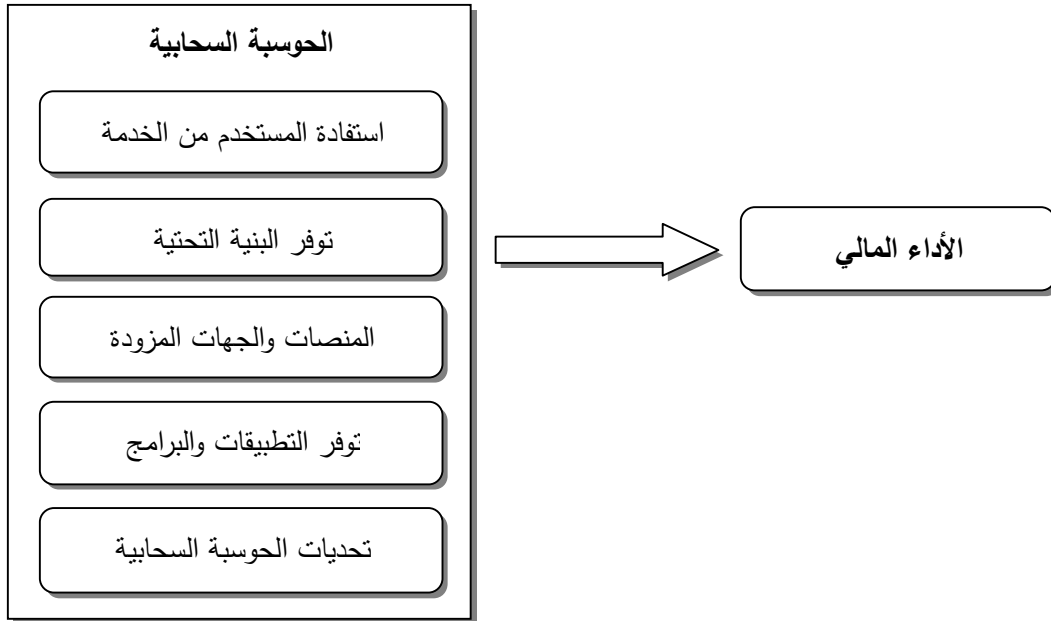 الحوسبة السحابية
استفادة المستخدم من الخدمة
توفر البنية التحتية
المنصات والجهات المزودة
توفر التطبيقات والبرامج
تحديات الحوسبة السحابية
الأداء المالي